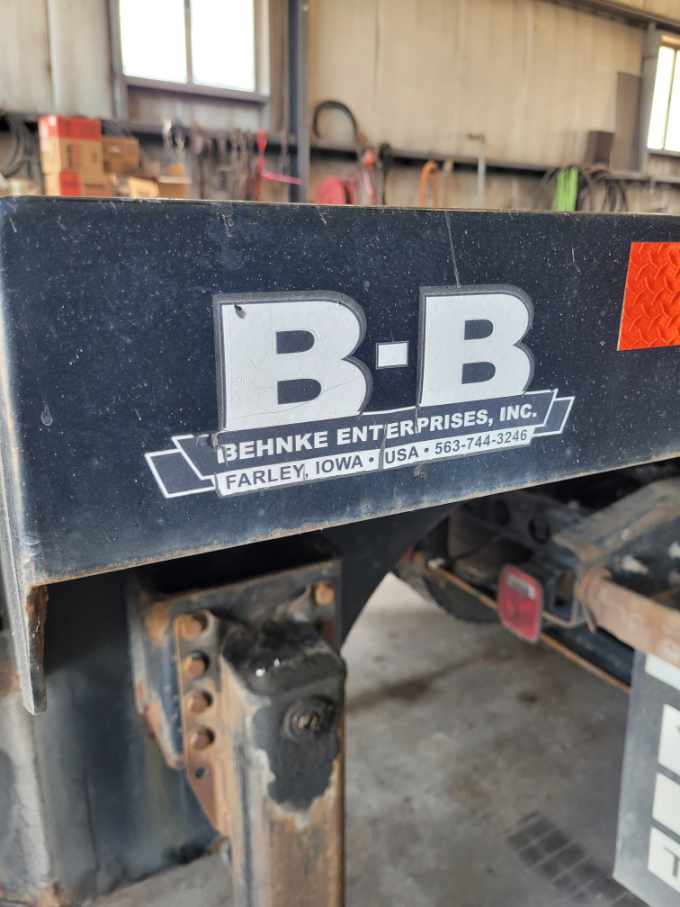 B-B
BEHNKE ENTERPRISES, INC.
FARLEY, IOWA • USA • 563-744-3246